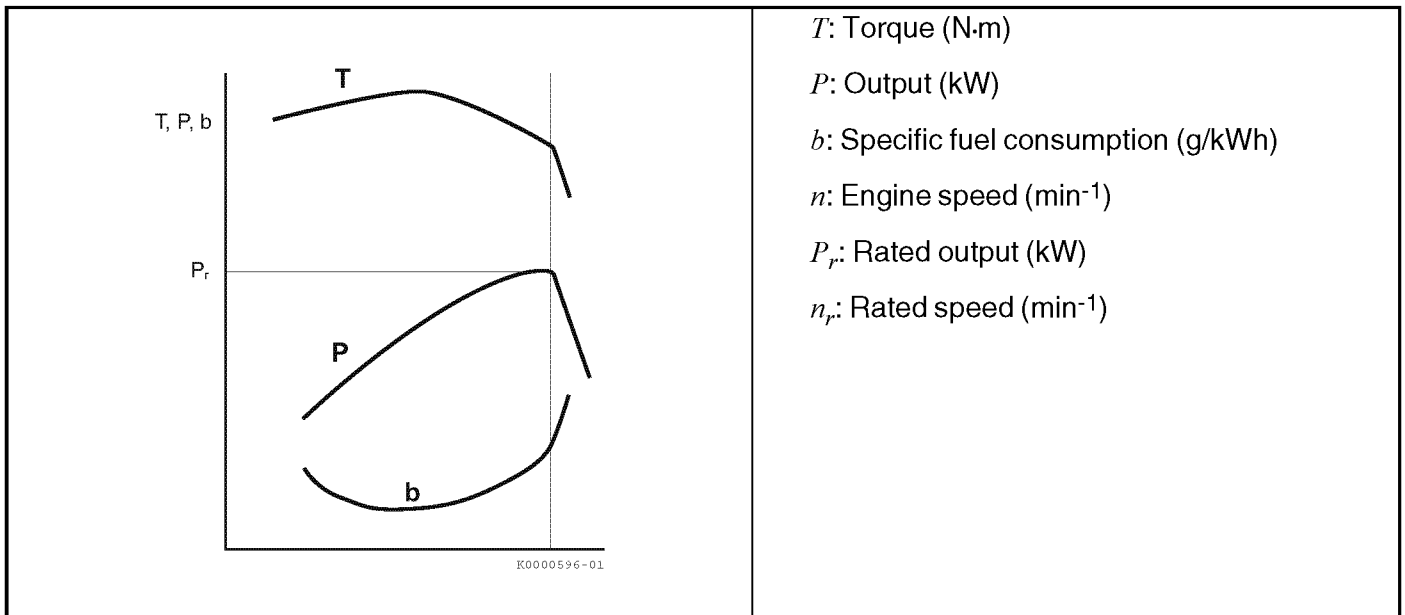 T
T, P, b
Pᵣ
P
b
K0000596-01
T: Torque (N·m)
P: Output (kW)
b: Specific fuel consumption (g/kWh)
n: Engine speed (min⁻¹)
Pᵣ: Rated output (kW)
nᵣ: Rated speed (min⁻¹)